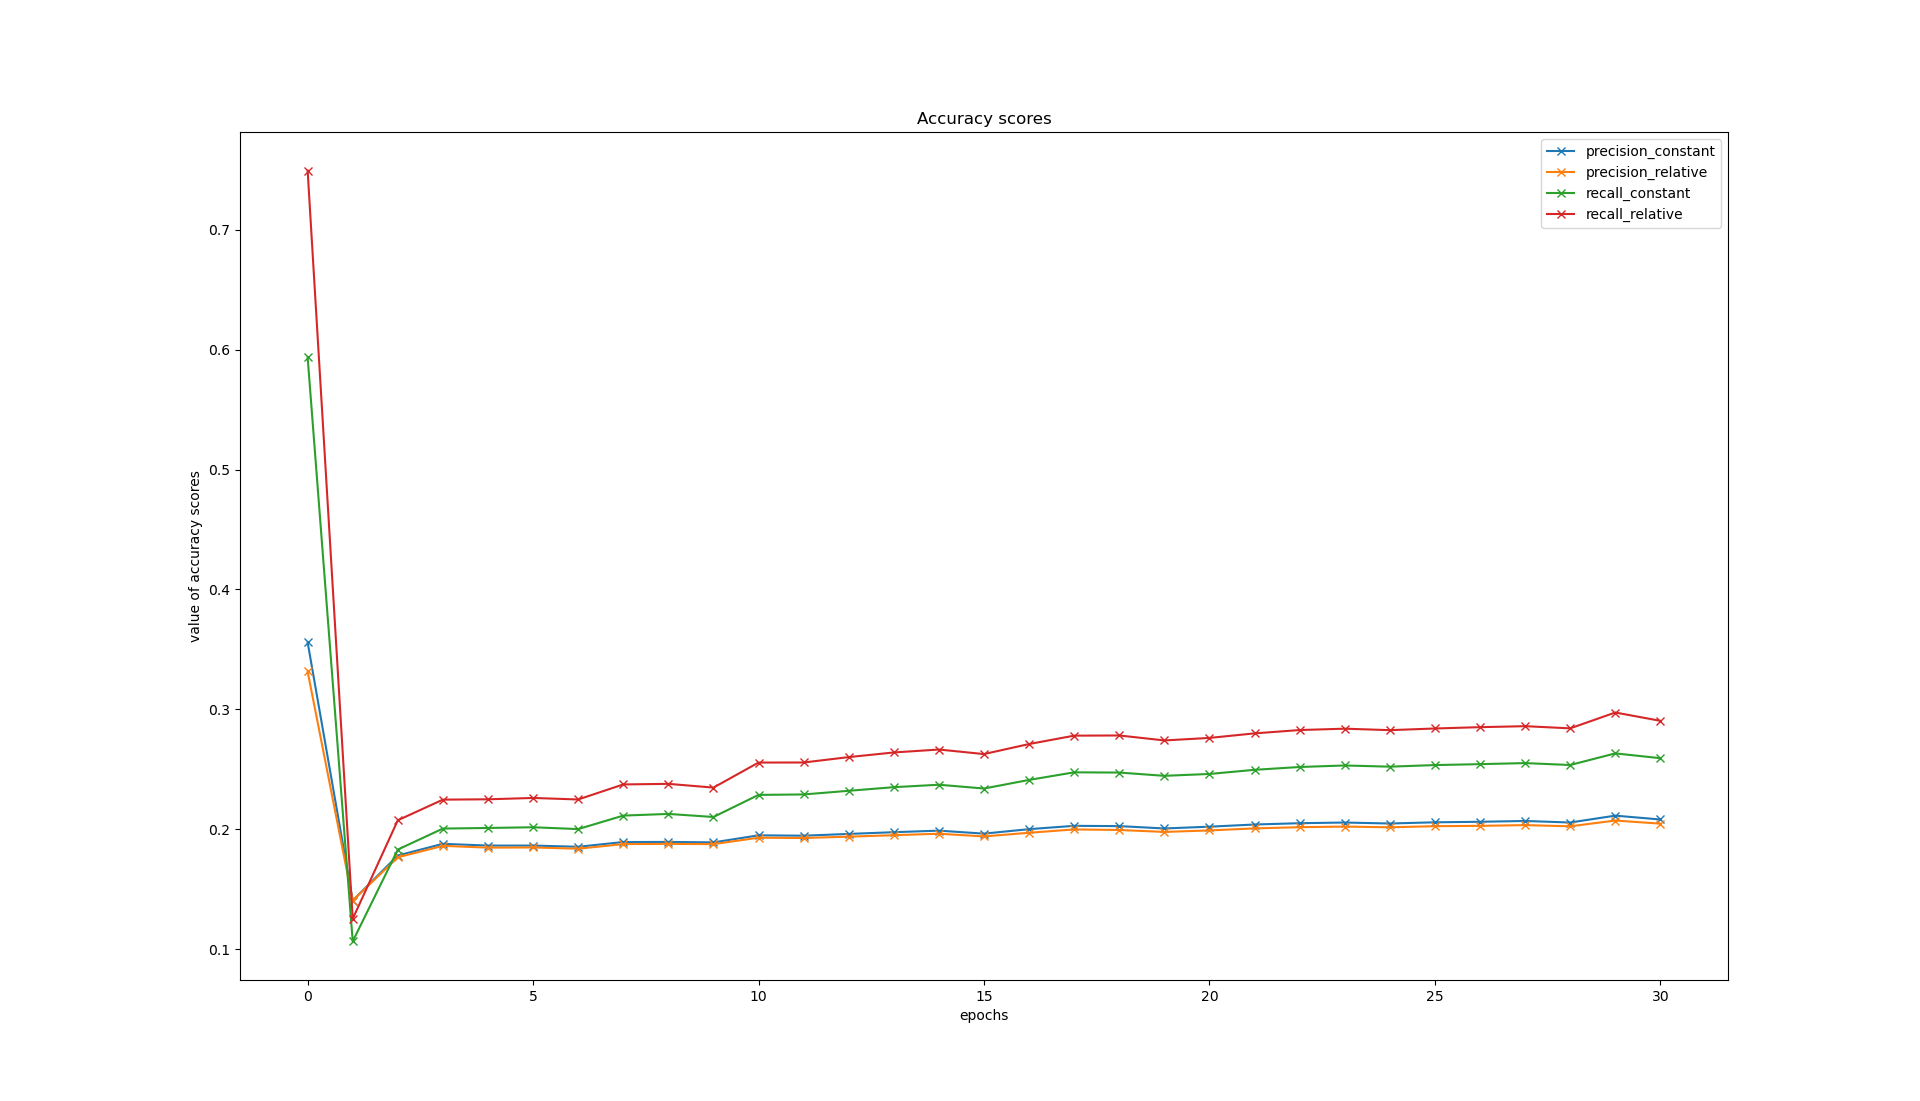 Accuracy scores
precision_constant
precision_relative
recall_constant
recall_relative
0.7
0.6
0.5
0.4
0.3
0.2
0.1
value of accuracy scores
0 5 10 15 20 25 30
epochs